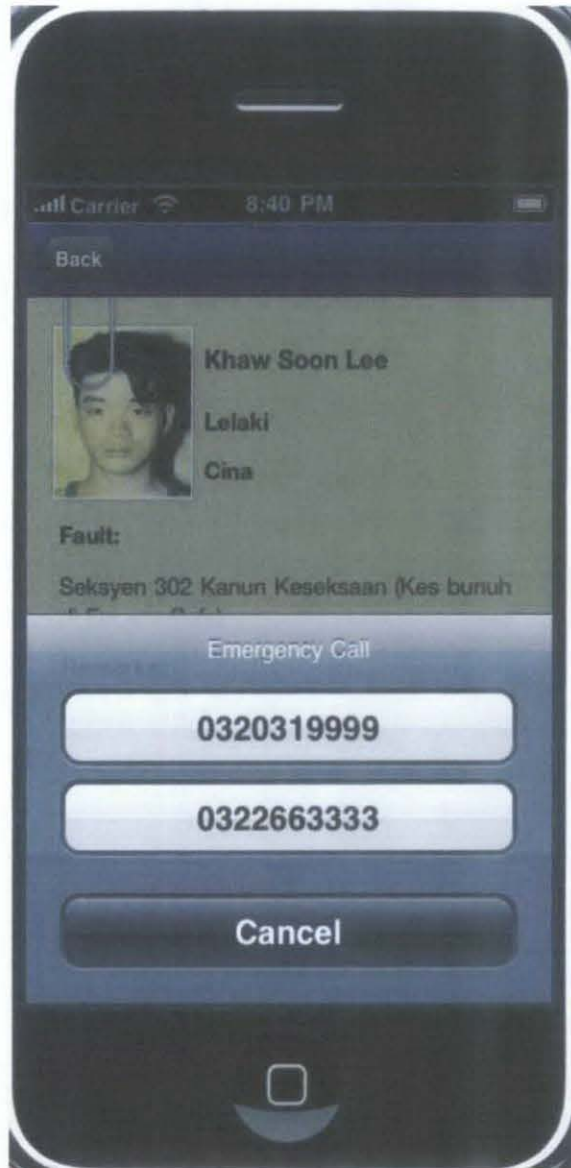 Carrier 8:40 PM
Back
Khaw Soon Lee
Lelaki
Cina
Fault:
Seksyen 302 Kanun Keseksaan (Kes bunuh
Emergency Call
0320319999
0322663333
Cancel